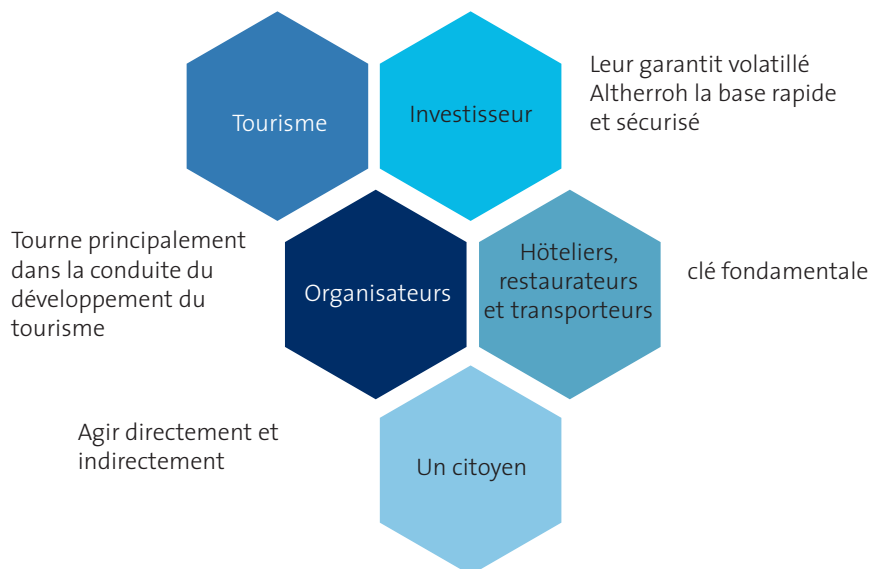 Tourisme
Investisseur
Leur garantit volatillé
Altherroh la base rapide
et sécurisé
Tourne principalement
dans la conduite du
développement du
tourisme
Organisateurs
Hôteliers,
restaurateurs
et transporteurs
clé fondamentale
Agir directement et
indirectement
Un citoyen